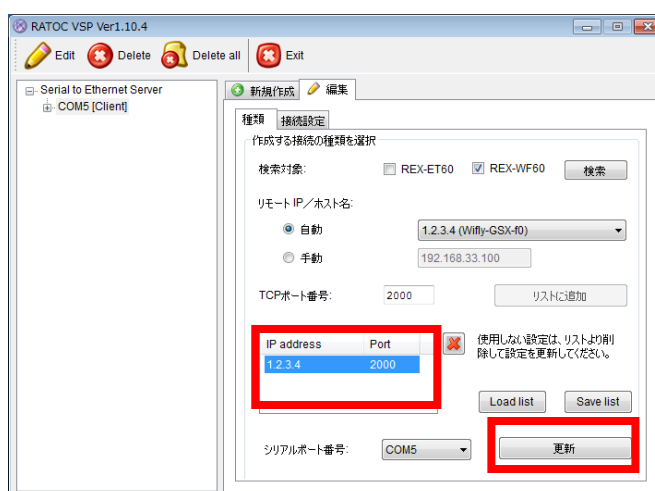 RATOC VSP Ver1.10.4
Edit Delete Delete all Exit
Serial to Ethernet Server
COM5 [Client]
新規作成 編集
種類 接続設定
作成する接続の種類を選択
検索対象: REX-ET60 REX-WF60 検索
リモート IP／ホスト名:
自動 1.2.3.4 (Wifly-GSX-f0)
手動 192.168.33.100
TCPポート番号: 2000 リストに追加
IP address Port
1.2.3.4 2000
使用しない設定は、リストより削
除して設定を更新してください。
Load list Save list
シリアルポート番号: COM5 更新